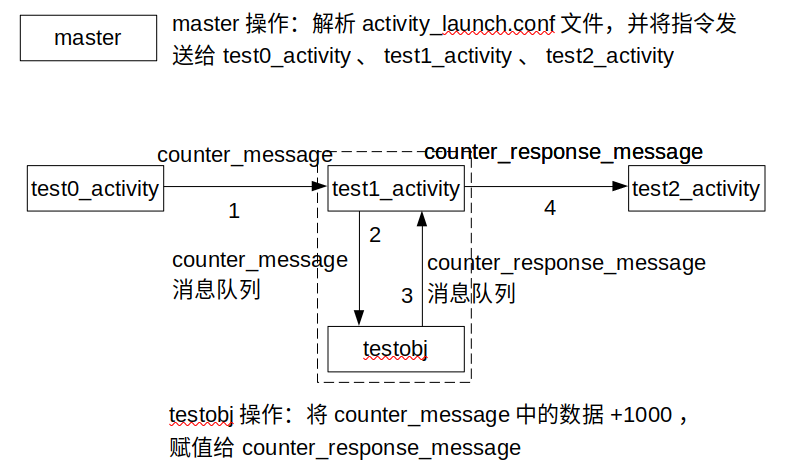 master
master 操作：解析 activity_launch.conf 文件，并将指令发
送给 test0_activity 、 test1_activity 、 test2_activity
counter_message
counter_response_message
test0_activity
test1_activity
test2_activity
1
4
2
counter_message
消息队列
counter_response_message
消息队列
3
testobj
testobj 操作：将 counter_message 中的数据 +1000 ，
赋值给 counter_response_message